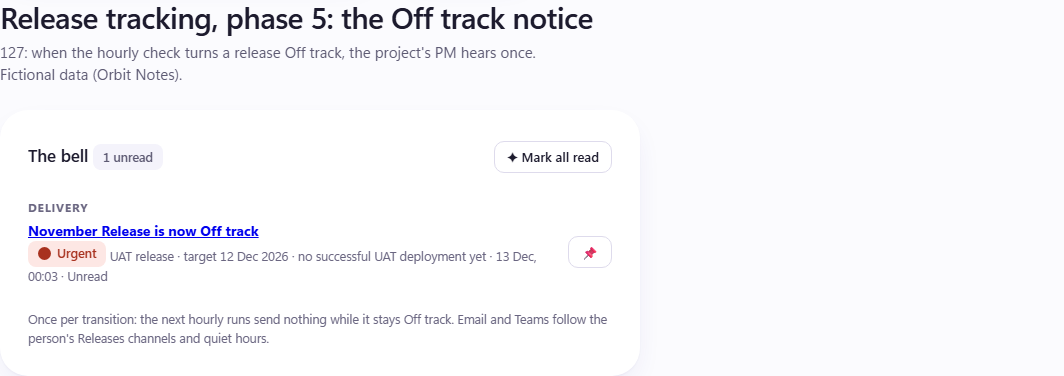 Release tracking, phase 5: the Off track notice
127: when the hourly check turns a release Off track, the project's PM hears once.
Fictional data (Orbit Notes).
The bell 1 unread
✦ Mark all read
DELIVERY
November Release is now Off track
Urgent UAT release · target 12 Dec 2026 · no successful UAT deployment yet · 13 Dec,
00:03 · Unread
Once per transition: the next hourly runs send nothing while it stays Off track. Email and Teams follow the
person's Releases channels and quiet hours.